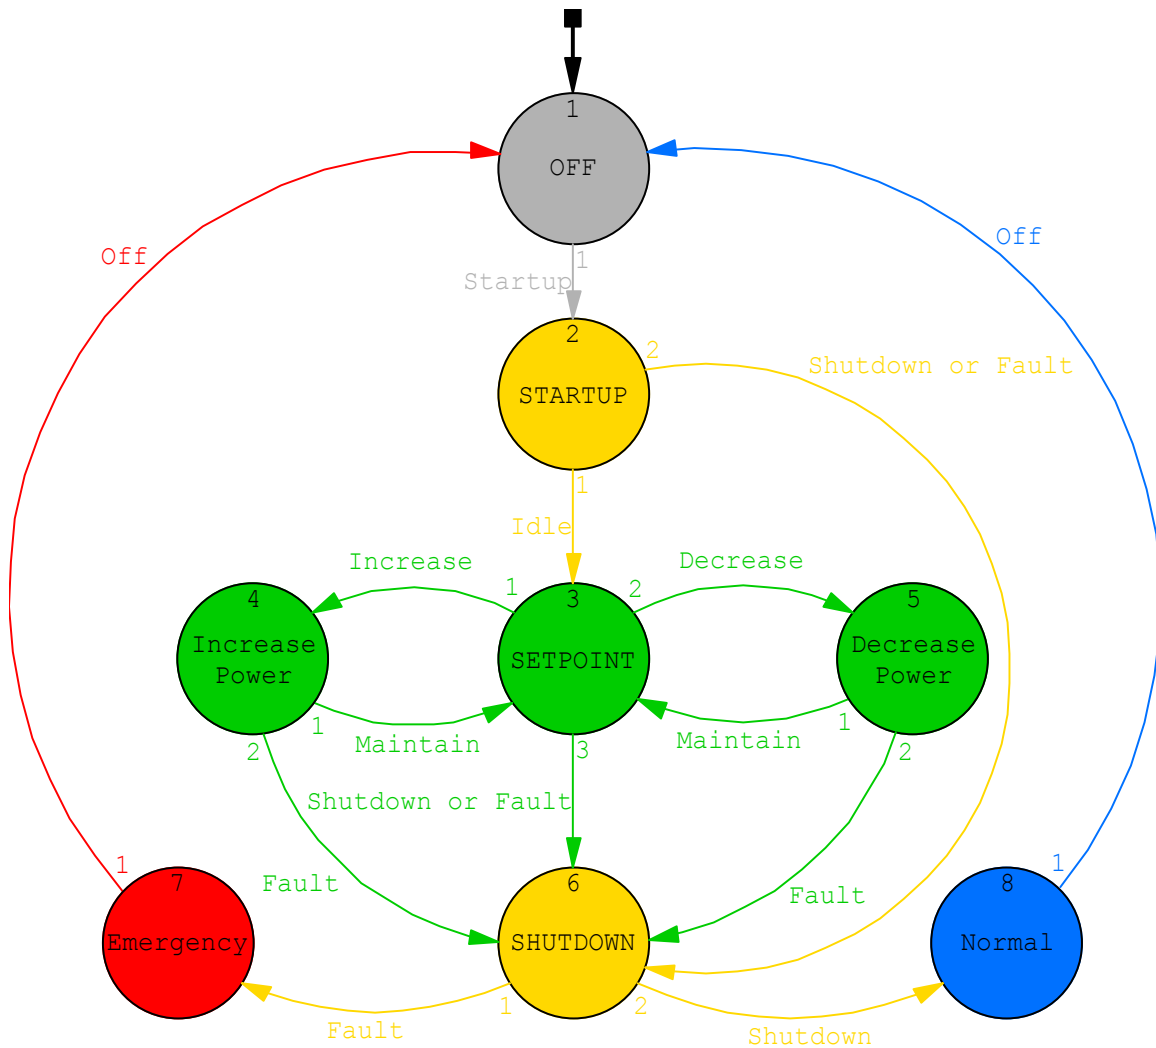 1
OFF
Off
Off
1
Startup
2
STARTUP
2
Shutdown or Fault
1
Idle
Increase
Decrease
1
2
4
Increase
Power
3
SETPOINT
5
Decrease
Power
1
Maintain
2
3
Maintain
1
2
Shutdown or Fault
Fault
Fault
1
7
Emergency
6
SHUTDOWN
1
8
Normal
1
2
Fault
Shutdown